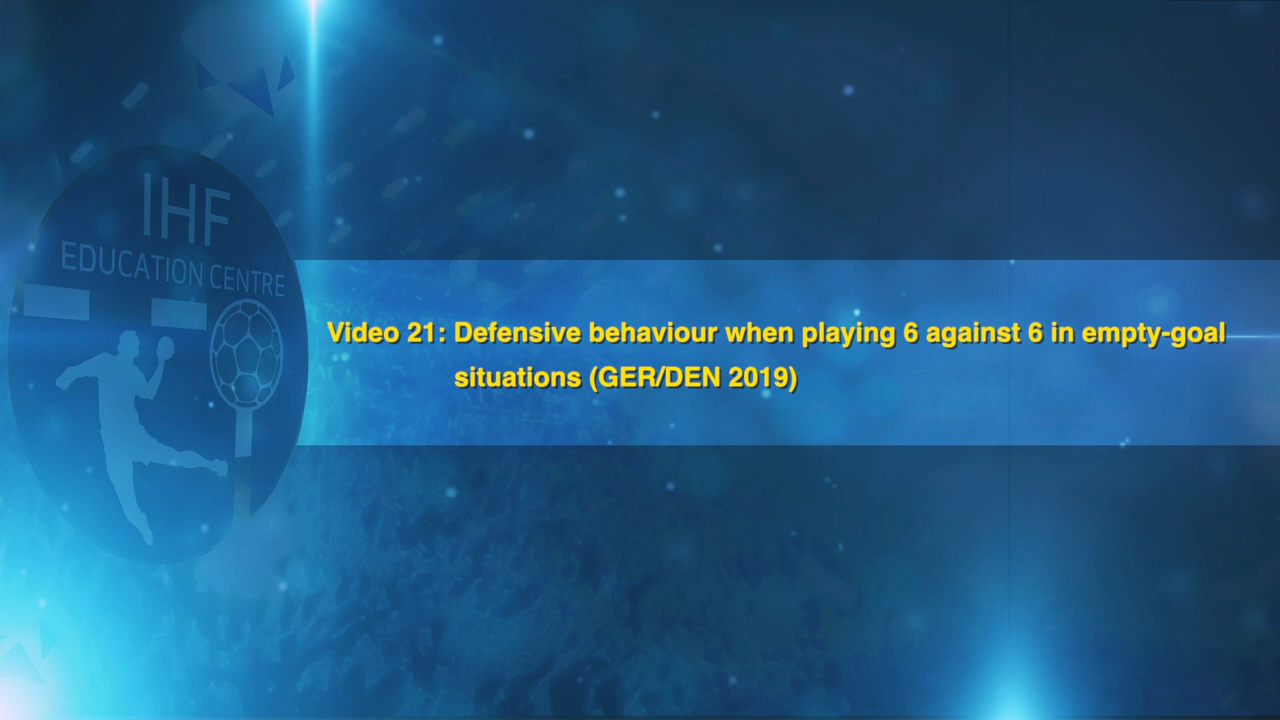 IHF
EDUCATION CENTRE
Video 21: Defensive behaviour when playing 6 against 6 in empty-goal
situations (GER/DEN 2019)